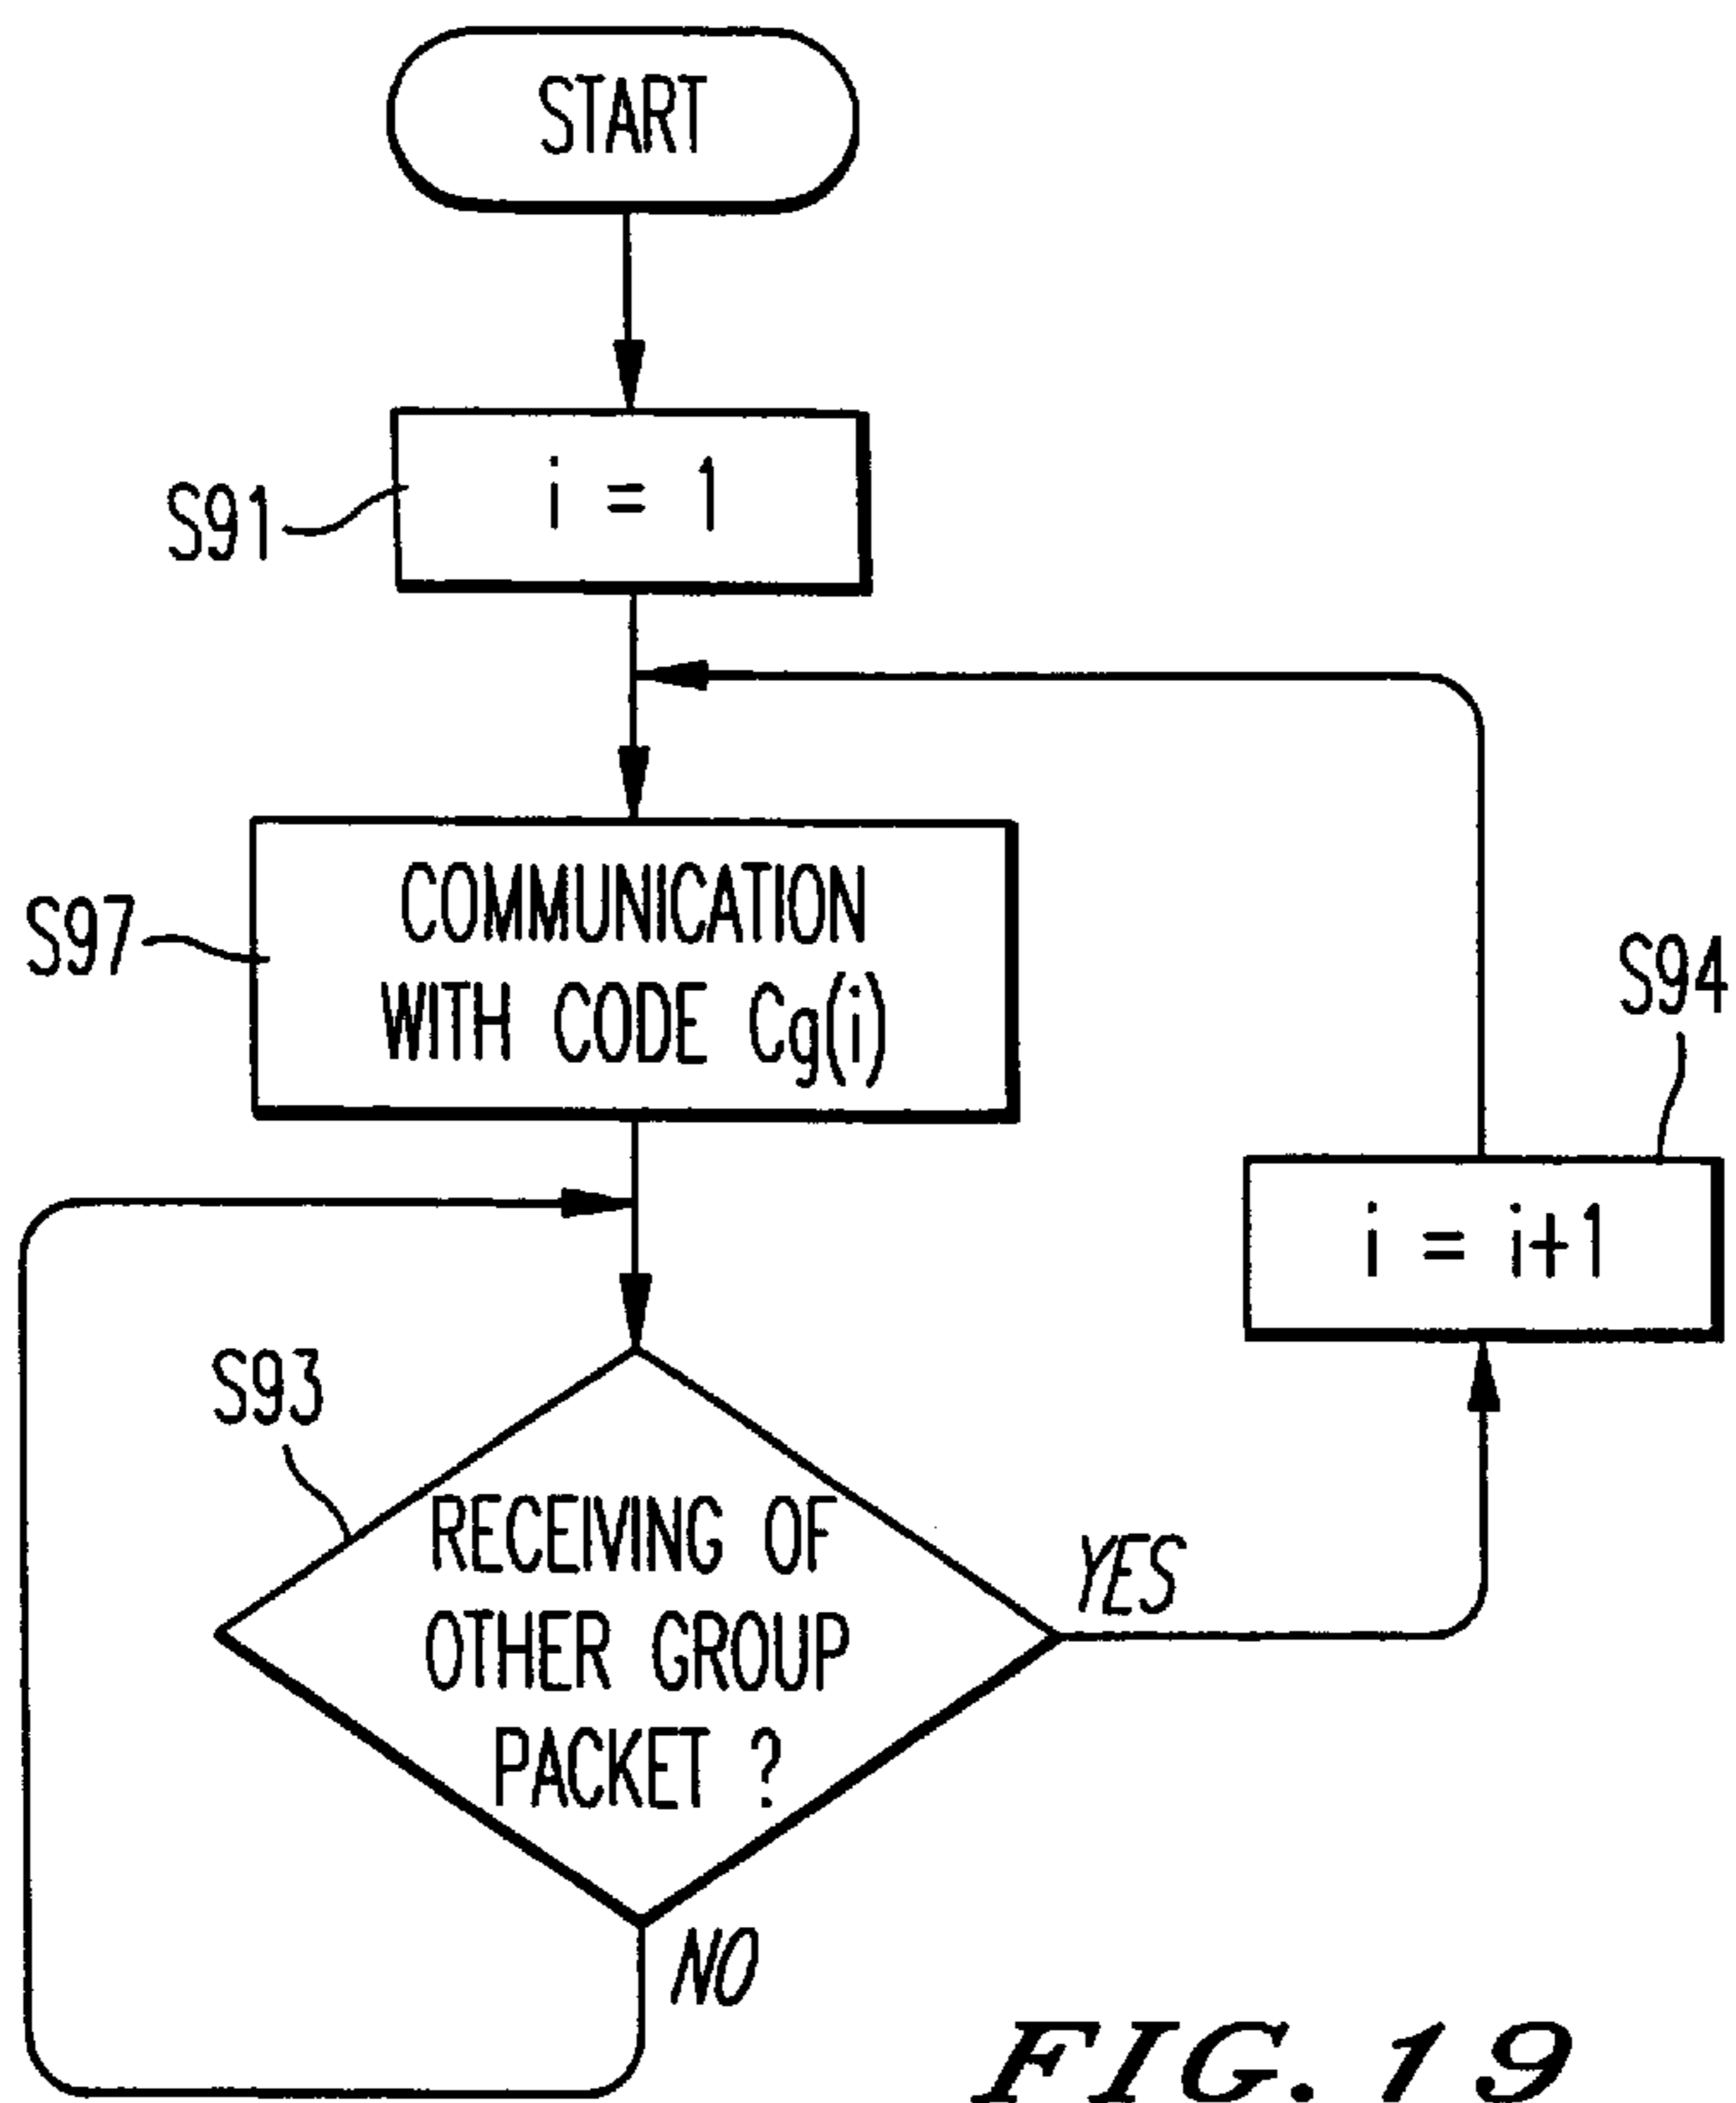 START
S91
i = 1
S97
COMMUNICATION
WITH CODE Cg(i)
S94
i = i+1
S93
RECEIVING OF
OTHER GROUP
PACKET ?
YES
NO
FIG. 19